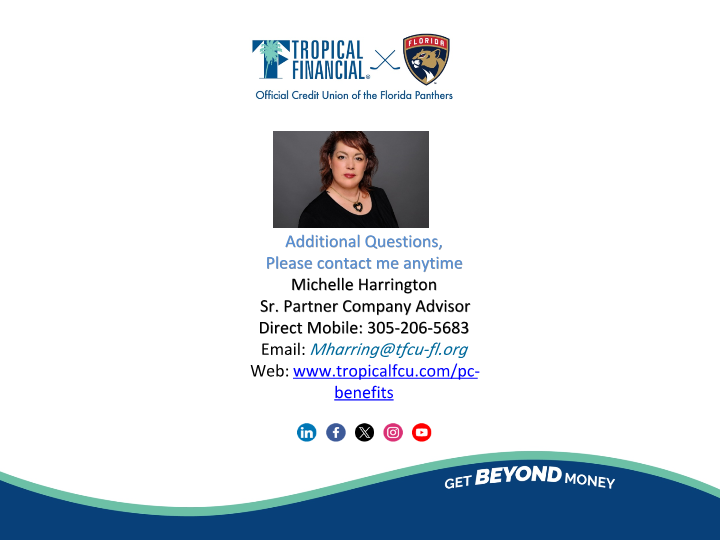 TROPICAL
FINANCIAL®
FLORIDA
Official Credit Union of the Florida Panthers
Additional Questions,
Please contact me anytime
Michelle Harrington
Sr. Partner Company Advisor
Direct Mobile: 305-206-5683
Email: Mharring@tfcu-fl.org
Web: www.tropicalfcu.com/pc-
benefits
GET BEYOND MONEY